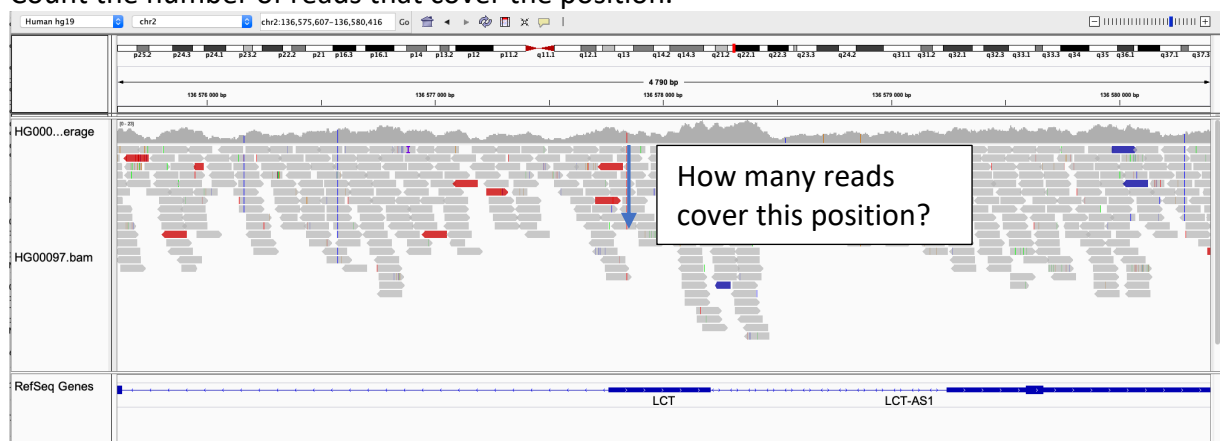 Count the number of reads that cover the position.
Human hg19 chr2 chr2:136,575,607-136,580,416 Go
p25.2 p24.3 p24.1 p23.2 p22.2 p21 p16.3 p16.1 p14 p13.2 p12 p11.2 q11.1 q12.1 q13 q14.2 q14.3 q21.2 q22.1 q22.3 q23.3 q24.2 q31.1 q31.2 q32.1 q32.3 q33.1 q33.3 q34 q35 q36.1 q37.1 q37.3
4 790 bp
136 576 000 bp 136 577 000 bp 136 578 000 bp 136 579 000 bp 136 580 000 bp
HG000...erage
[0 - 23]
How many reads
cover this position?
HG00097.bam
RefSeq Genes
LCT LCT-AS1